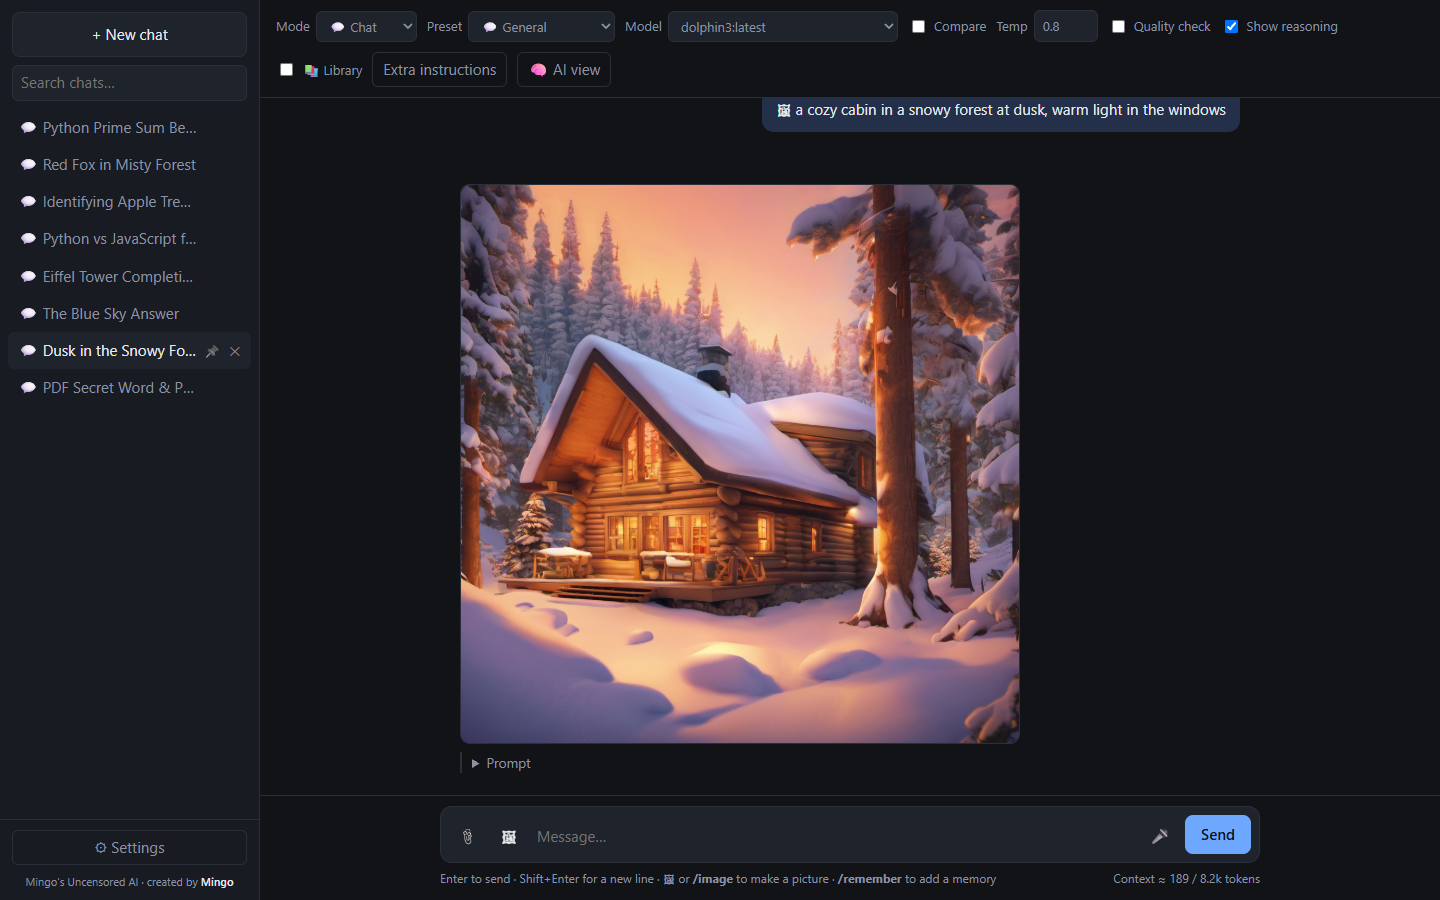 + New chat
Search chats...
Python Prime Sum Be...
Red Fox in Misty Forest
Identifying Apple Tre...
Python vs JavaScript f...
Eiffel Tower Completi...
The Blue Sky Answer
Dusk in the Snowy Fo...
PDF Secret Word & P...
Settings
Mingo's Uncensored AI · created by Mingo
Mode Chat Preset General Model dolphin3:latest Compare Temp 0.8 Quality check Show reasoning
Library Extra instructions AI view
a cozy cabin in a snowy forest at dusk, warm light in the windows
Prompt
Message...
Send
Enter to send · Shift+Enter for a new line · or /image to make a picture · /remember to add a memory
Context ≈ 189 / 8.2k tokens